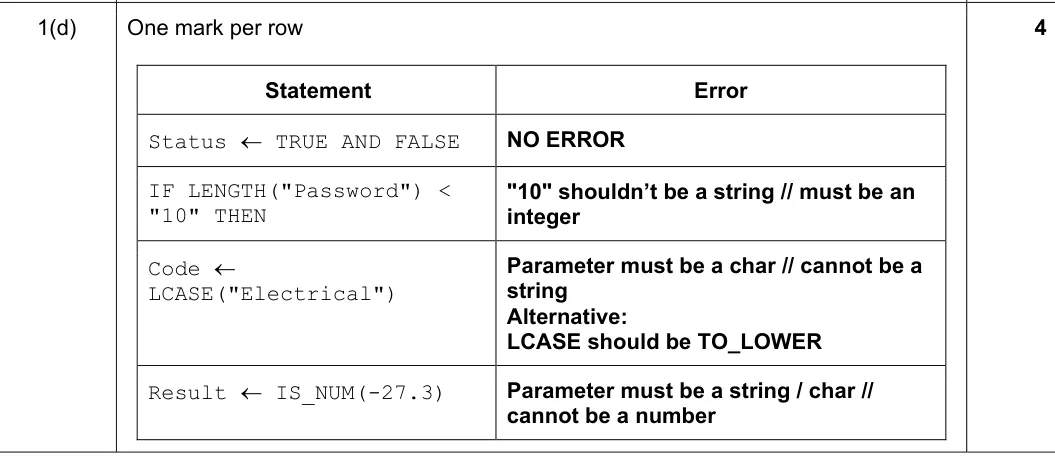 1(d)
One mark per row
4
Statement
Error
Status ← TRUE AND FALSE
NO ERROR
IF LENGTH("Password") <
"10" THEN
"10" shouldn’t be a string // must be an
integer
Code ←
LCASE("Electrical")
Parameter must be a char // cannot be a
string
Alternative:
LCASE should be TO_LOWER
Result ← IS_NUM(-27.3)
Parameter must be a string / char //
cannot be a number